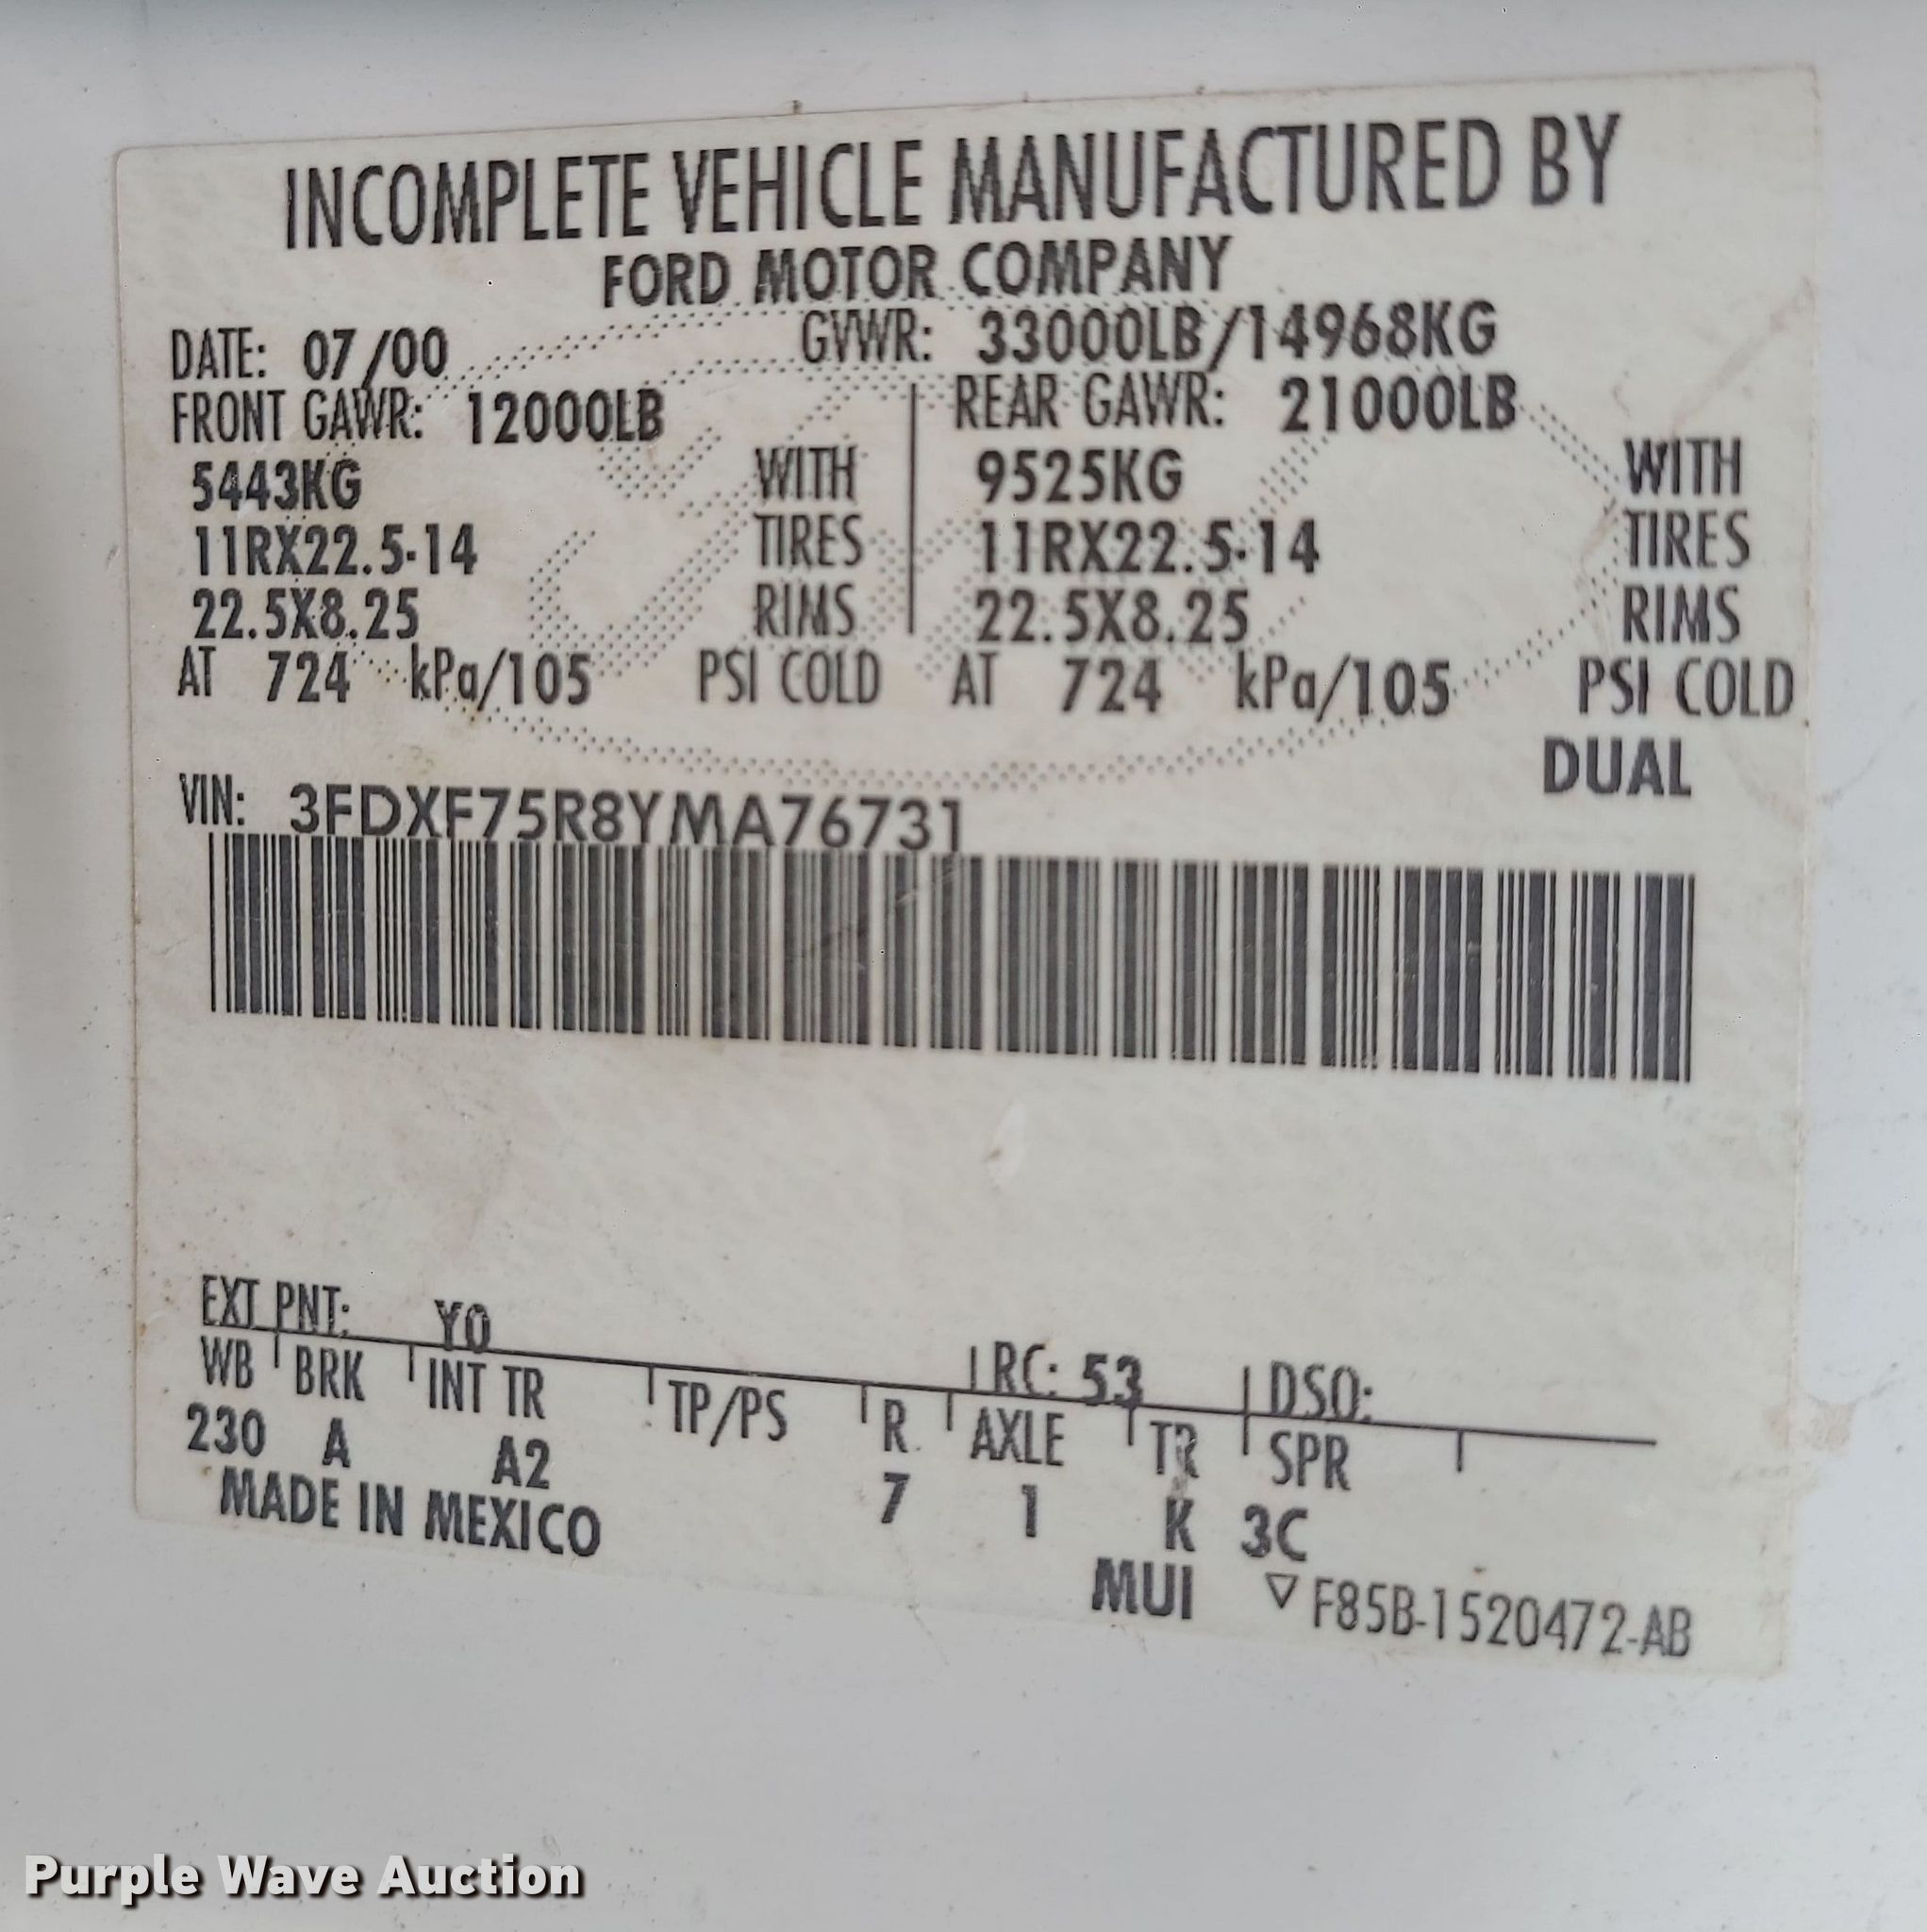 INCOMPLETE VEHICLE MANUFACTURED BY
FORD MOTOR COMPANY
DATE: 07/00 GVWR: 33000LB/14968KG
FRONT GAWR: 12000LB REAR GAWR: 21000LB
5443KG WITH 9525KG WITH
11RX22.5-14 TIRES 11RX22.5-14 TIRES
22.5X8.25 RIMS 22.5X8.25 RIMS
AT 724 kPa/105 PSI COLD AT 724 kPa/105 PSI COLD
DUAL
VIN: 3FDXF75R8YMA76731
EXT PNT: YO RC: 53 DSO:
WB BRK INT TR TP/PS R AXLE TR SPR
230 A A2 7 1 K 3C
MADE IN MEXICO
MUI ▽ F85B-1520472-AB
Purple Wave Auction